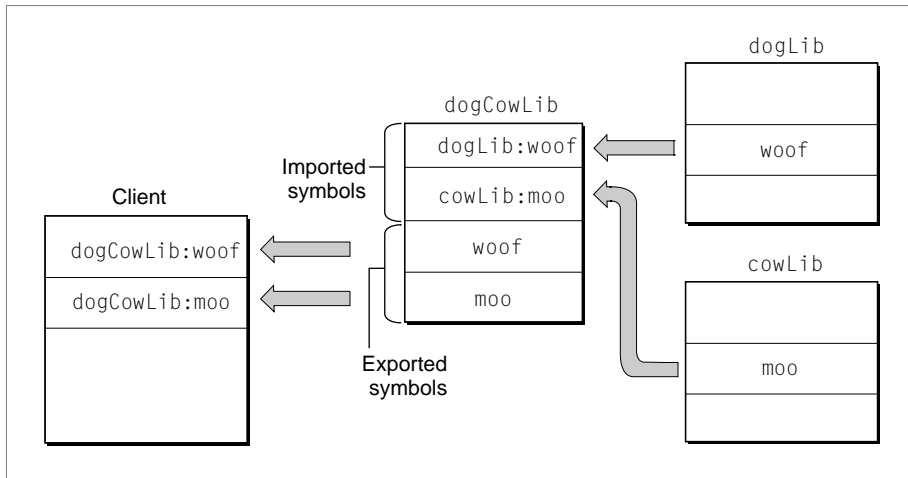 dogLib
woof
dogCowLib
dogLib:woof
cowLib:moo
woof
moo
Imported
symbols
Exported
symbols
Client
dogCowLib:woof
dogCowLib:moo
cowLib
moo